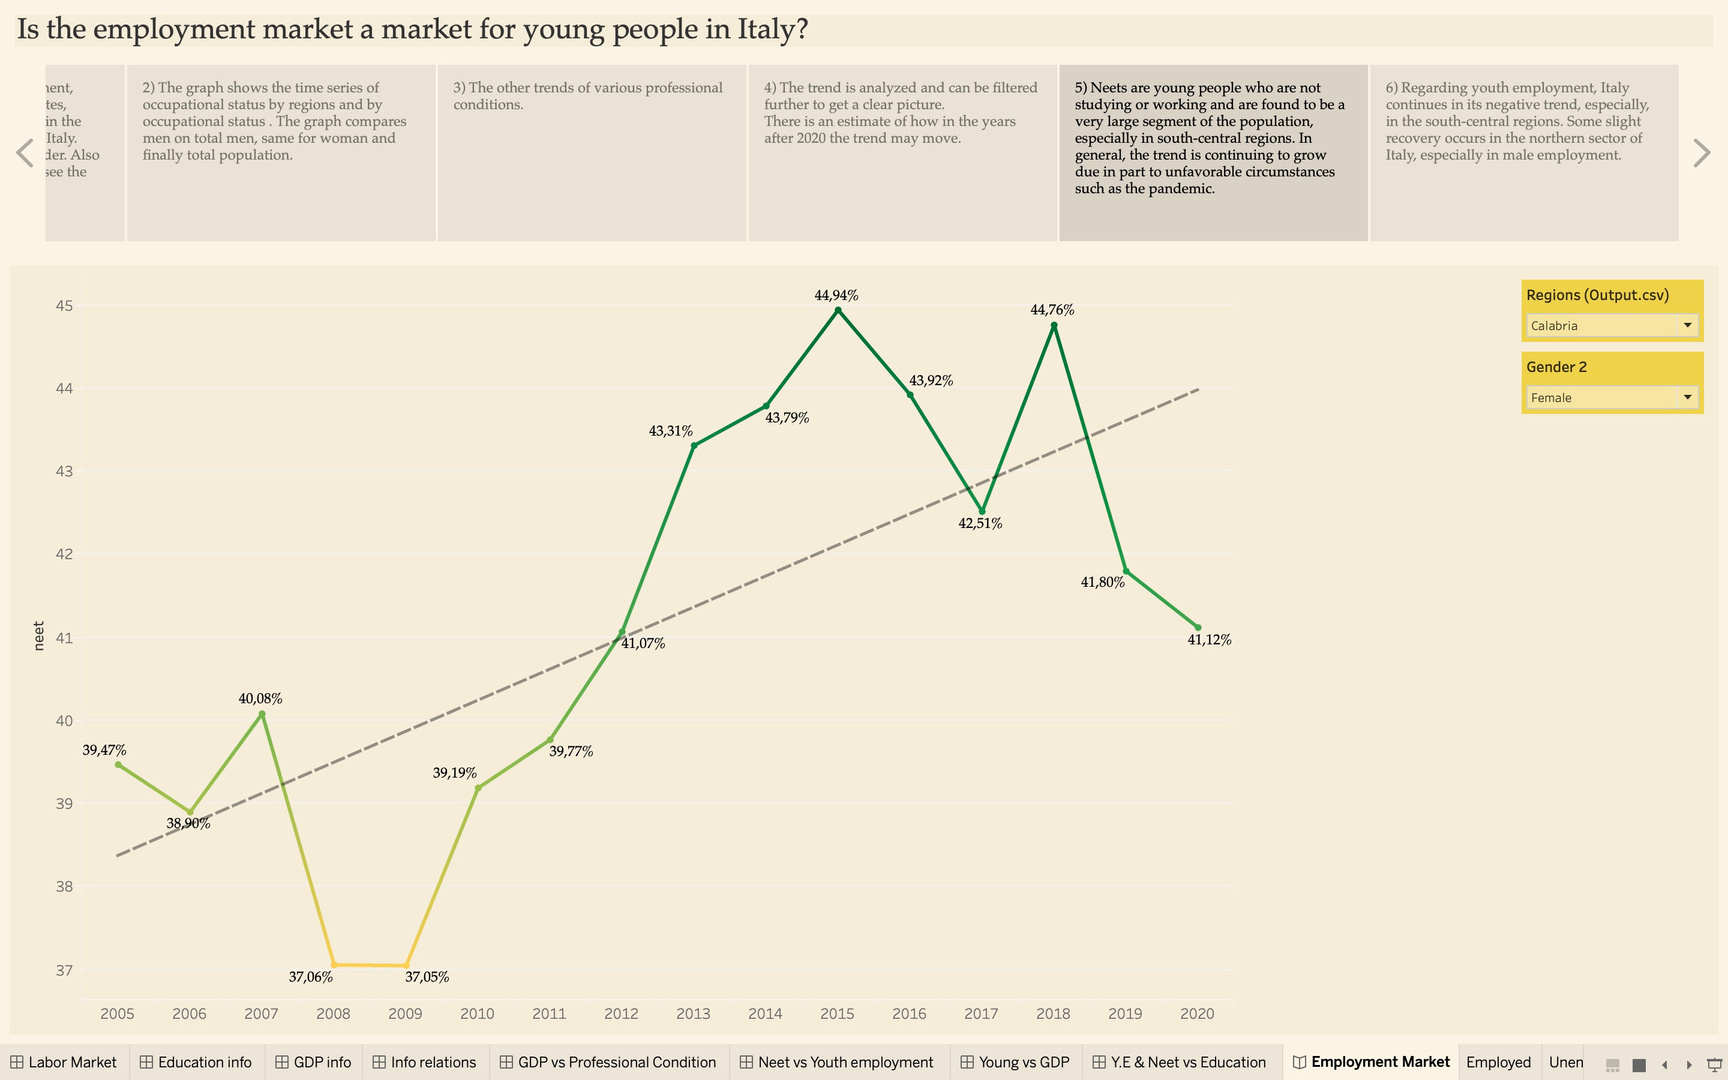 Is the employment market a market for young people in Italy?
nent,
tes,
in the
Italy.
der. Also
see the
2) The graph shows the time series of
occupational status by regions and by
occupational status . The graph compares
men on total men, same for woman and
finally total population.
3) The other trends of various professional
conditions.
4) The trend is analyzed and can be filtered
further to get a clear picture.
There is an estimate of how in the years
after 2020 the trend may move.
5) Neets are young people who are not
studying or working and are found to be a
very large segment of the population,
especially in south-central regions. In
general, the trend is continuing to grow
due in part to unfavorable circumstances
such as the pandemic.
6) Regarding youth employment, Italy
continues in its negative trend, especially,
in the south-central regions. Some slight
recovery occurs in the northern sector of
Italy, especially in male employment.
Regions (Output.csv)
Calabria
Gender 2
Female
neet
45
44
43
42
41
40
39
38
37
39,47%
38,90%
40,08%
37,06%
37,05%
39,19%
39,77%
41,07%
43,31%
43,79%
44,94%
43,92%
42,51%
44,76%
41,80%
41,12%
2005 2006 2007 2008 2009 2010 2011 2012 2013 2014 2015 2016 2017 2018 2019 2020
Labor Market Education info GDP info Info relations GDP vs Professional Condition Neet vs Youth employment Young vs GDP Y.E & Neet vs Education Employment Market Employed Unen